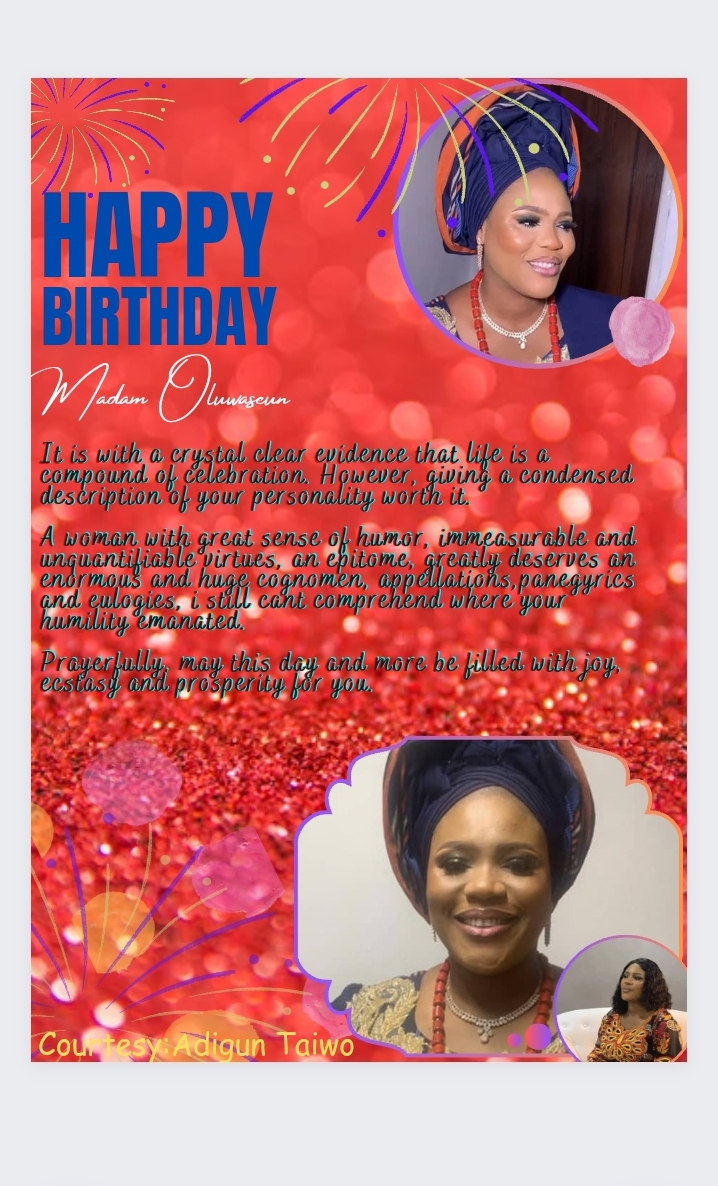 HAPPY
BIRTHDAY
Madam Oluwaseun
It is with a crystal clear evidence that life is a
compound of celebration. However, giving a condensed
description of your personality worth it.
A woman with great sense of humor, immeasurable and
unquantifiable virtues, an epitome, greatly deserves an
enormous and huge cognomen, appellations,panegyrics
and eulogies, i still cant comprehend where your
humility emanated.
Prayerfully, may this day and more be filled with joy,
ecstasy and prosperity for you.
Courtesy:Adigun Taiwo